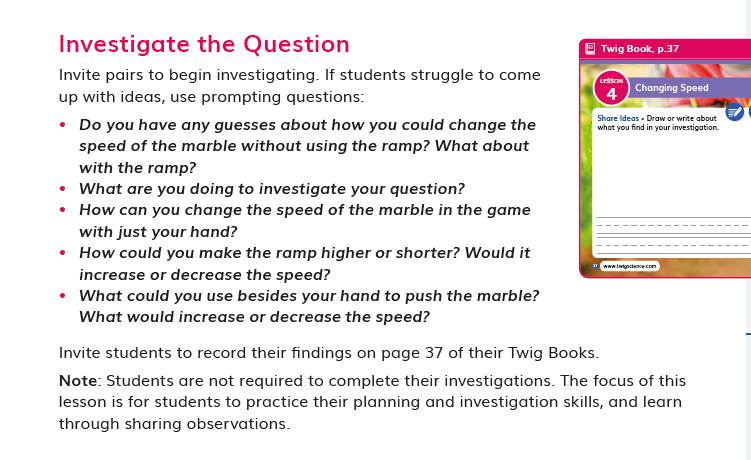 Investigate the Question
Invite pairs to begin investigating. If students struggle to come
up with ideas, use prompting questions:
• Do you have any guesses about how you could change the
speed of the marble without using the ramp? What about
with the ramp?
• What are you doing to investigate your question?
• How can you change the speed of the marble in the game
with just your hand?
• How could you make the ramp higher or shorter? Would it
increase or decrease the speed?
• What could you use besides your hand to push the marble?
What would increase or decrease the speed?
Invite students to record their findings on page 37 of their Twig Books.
Note: Students are not required to complete their investigations. The focus of this
lesson is for students to practice their planning and investigation skills, and learn
through sharing observations.
Twig Book, p.37
LESSON
4
Changing Speed
Share Ideas • Draw or write about
what you find in your investigation.
37 www.twigscience.com